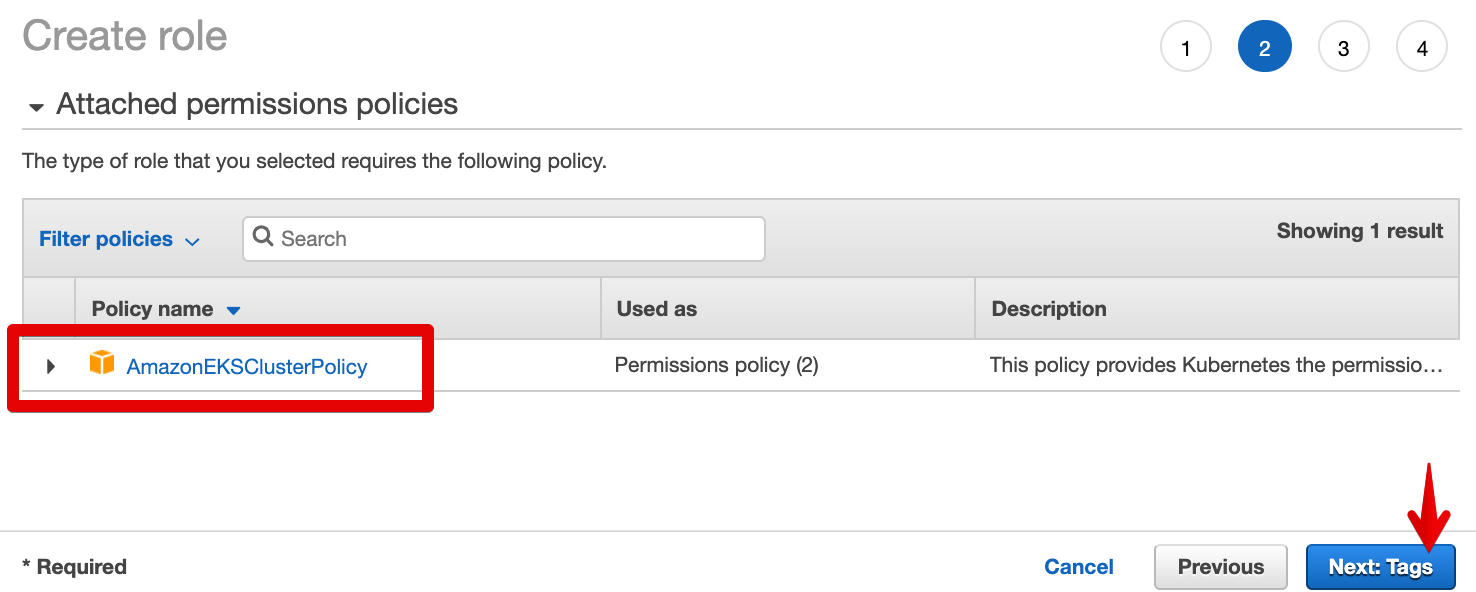 Create role
1 2 3 4
Attached permissions policies
The type of role that you selected requires the following policy.
Filter policies Search Showing 1 result
Policy name Used as Description
AmazonEKSClusterPolicy Permissions policy (2) This policy provides Kubernetes the permissio...
* Required Cancel Previous Next: Tags